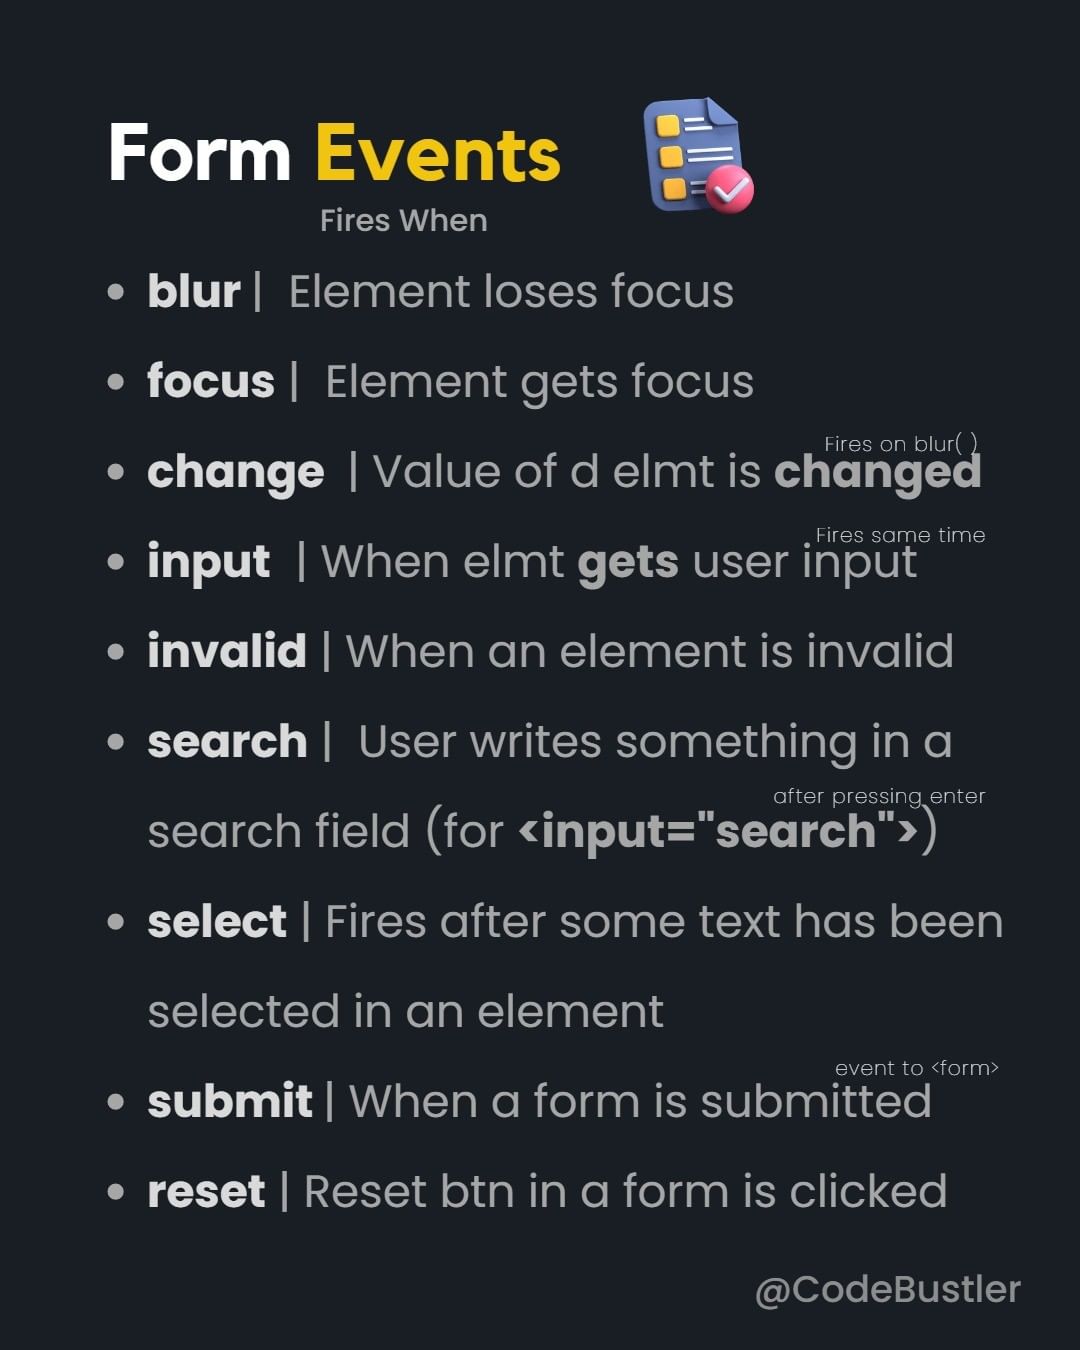 Form Events
Fires When
• blur | Element loses focus
• focus | Element gets focus
Fires on blur( )
• change | Value of d elmt is changed
Fires same time
• input | When elmt gets user input
• invalid | When an element is invalid
• search | User writes something in a
after pressing enter
search field (for <input="search">)
• select | Fires after some text has been
selected in an element
event to <form>
• submit | When a form is submitted
• reset | Reset btn in a form is clicked
@CodeBustler